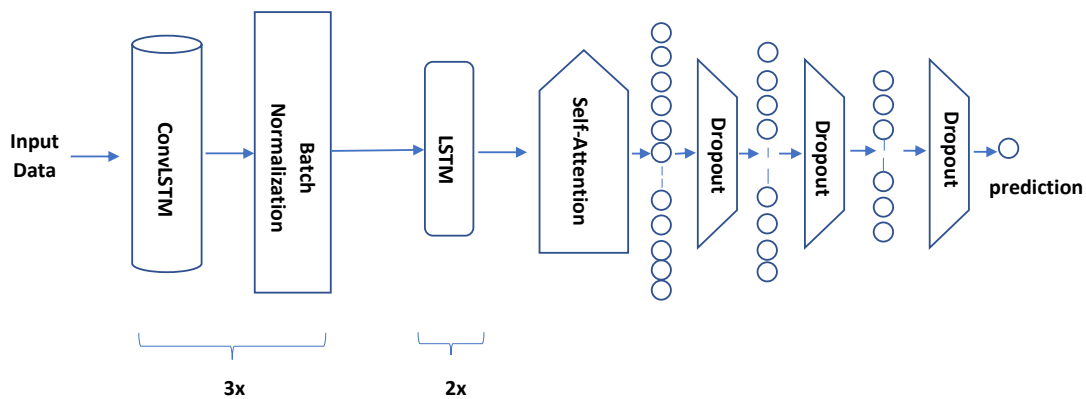 Input
Data
ConvLSTM
Batch
Normalization
LSTM
Self-Attention
Dropout
Dropout
Dropout
prediction
3x
2x